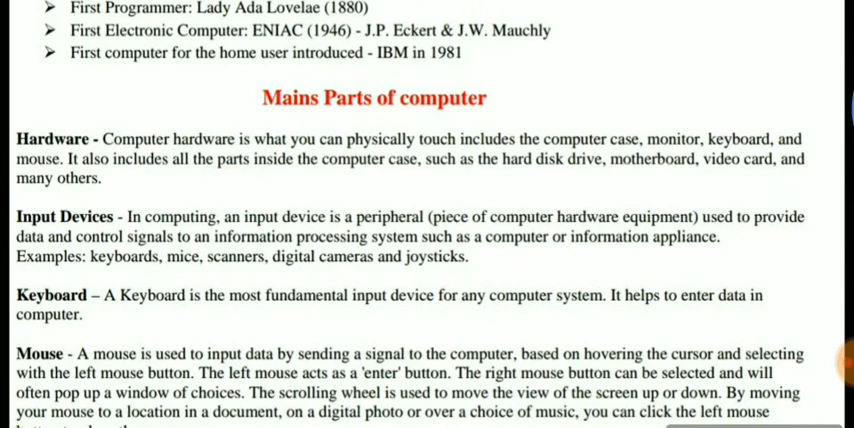 ➢ First Programmer: Lady Ada Lovelae (1880)
➢ First Electronic Computer: ENIAC (1946) - J.P. Eckert & J.W. Mauchly
➢ First computer for the home user introduced - IBM in 1981
Mains Parts of computer
Hardware - Computer hardware is what you can physically touch includes the computer case, monitor, keyboard, and
mouse. It also includes all the parts inside the computer case, such as the hard disk drive, motherboard, video card, and
many others.
Input Devices - In computing, an input device is a peripheral (piece of computer hardware equipment) used to provide
data and control signals to an information processing system such as a computer or information appliance.
Examples: keyboards, mice, scanners, digital cameras and joysticks.
Keyboard – A Keyboard is the most fundamental input device for any computer system. It helps to enter data in
computer.
Mouse - A mouse is used to input data by sending a signal to the computer, based on hovering the cursor and selecting
with the left mouse button. The left mouse acts as a 'enter' button. The right mouse button can be selected and will
often pop up a window of choices. The scrolling wheel is used to move the view of the screen up or down. By moving
your mouse to a location in a document, on a digital photo or over a choice of music, you can click the left mouse